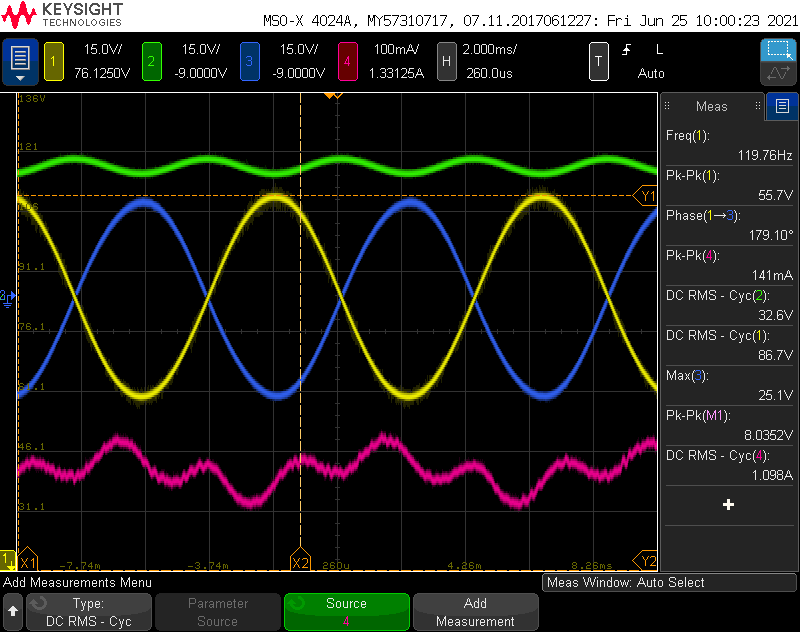 KEYSIGHT
TECHNOLOGIES
MSO-X 4024A, MY57310717, 07.11.2017061227: Fri Jun 25 10:00:23 2021
1 15.0V/ 76.1250V
2 15.0V/ -9.0000V
3 15.0V/ -9.0000V
4 100mA/ 1.33125A
H 2.000ms/ 260.0us
T L Auto
136V
121
106
91.1
76.1
61.1
46.1
31.1
Y1
1
X1
-7.74m
-3.74m
X2
260u
4.26m
8.26ms
Y2
Meas
Freq(1):
119.76Hz
Pk-Pk(1):
55.7V
Phase(1→3):
179.10°
Pk-Pk(4):
141mA
DC RMS - Cyc(2):
32.6V
DC RMS - Cyc(1):
86.7V
Max(3):
25.1V
Pk-Pk(M1):
8.0352V
DC RMS - Cyc(4):
1.098A
+
Add Measurements Menu
Meas Window: Auto Select
Type:
DC RMS - Cyc
Parameter
Source
Source
4
Add
Measurement